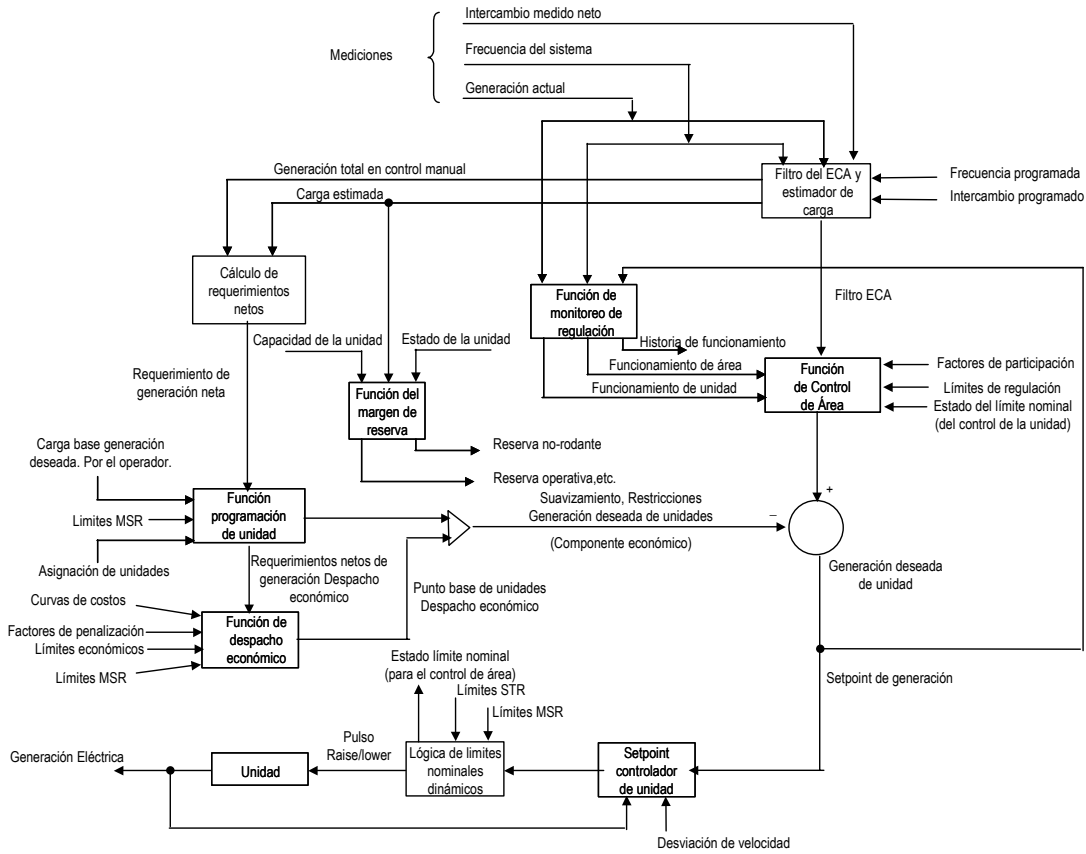 Intercambio medido neto
Mediciones
Frecuencia del sistema
Generación actual
Generación total en control manual
Carga estimada
Filtro del ECA y
estimador de
carga
Frecuencia programada
Intercambio programado
Cálculo de
requerimientos
netos
Función de
monitoreo de
regulación
Filtro ECA
Capacidad de la unidad
Estado de la unidad
Historia de funcionamiento
Funcionamiento de área
Funcionamiento de unidad
Función
de Control
de Área
Factores de participación
Límites de regulación
Estado del límite nominal
(del control de la unidad)
Requerimiento de
generación neta
Función del
margen de
reserva
Reserva no-rodante
Reserva operativa,etc.
Carga base generación
deseada. Por el operador.
Limites MSR
Asignación de unidades
Función
programación
de unidad
Suavizamiento, Restricciones
Generación deseada de unidades
(Componente económico)
+
–
Generación deseada
de unidad
Requerimientos netos de
generación Despacho
económico
Punto base de unidades
Despacho económico
Curvas de costos
Factores de penalización
Límites económicos
Límites MSR
Función de
despacho
económico
Estado límite nominal
(para el control de área)
Límites STR
Límites MSR
Setpoint de generación
Generación Eléctrica
Unidad
Pulso
Raise/lower
Lógica de limites
nominales
dinámicos
Setpoint
controlador
de unidad
Desviación de velocidad